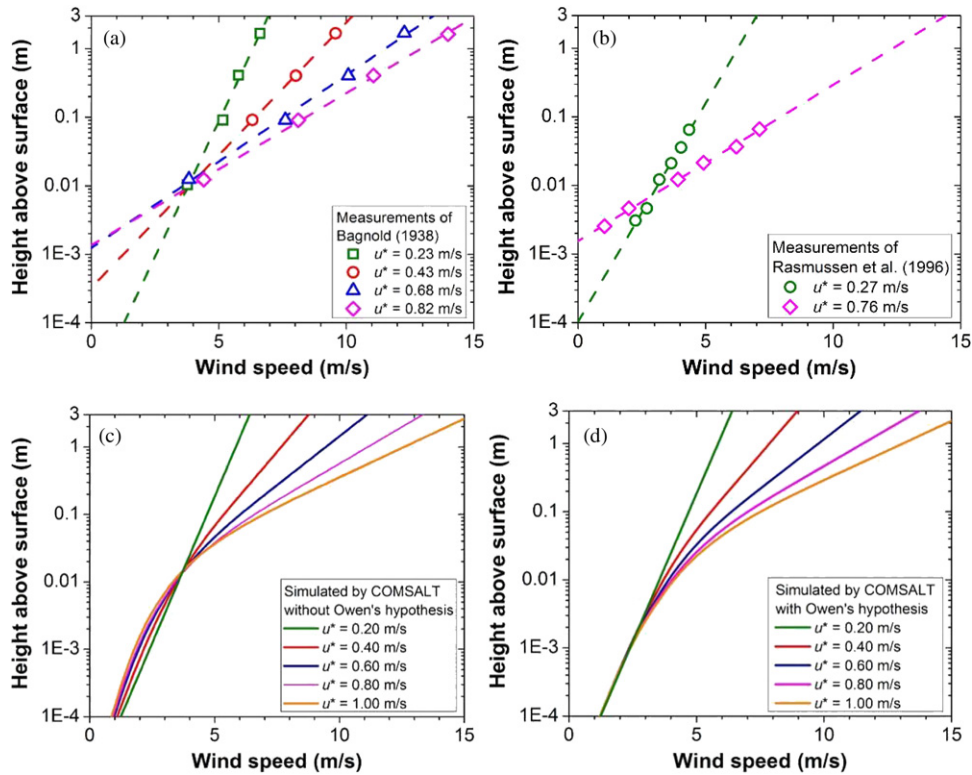 (a)
Height above surface (m)
3
1
0.1
0.01
1E-3
1E-4
0 5 10 15
Wind speed (m/s)
Measurements of
Bagnold (1938)
u* = 0.23 m/s
u* = 0.43 m/s
u* = 0.68 m/s
u* = 0.82 m/s
(b)
Height above surface (m)
3
1
0.1
0.01
1E-3
1E-4
0 5 10 15
Wind speed (m/s)
Measurements of
Rasmussen et al. (1996)
u* = 0.27 m/s
u* = 0.76 m/s
(c)
Height above surface (m)
3
1
0.1
0.01
1E-3
1E-4
0 5 10 15
Wind speed (m/s)
Simulated by COMSALT
without Owen's hypothesis
u* = 0.20 m/s
u* = 0.40 m/s
u* = 0.60 m/s
u* = 0.80 m/s
u* = 1.00 m/s
(d)
Height above surface (m)
3
1
0.1
0.01
1E-3
1E-4
0 5 10 15
Wind speed (m/s)
Simulated by COMSALT
with Owen's hypothesis
u* = 0.20 m/s
u* = 0.40 m/s
u* = 0.60 m/s
u* = 0.80 m/s
u* = 1.00 m/s